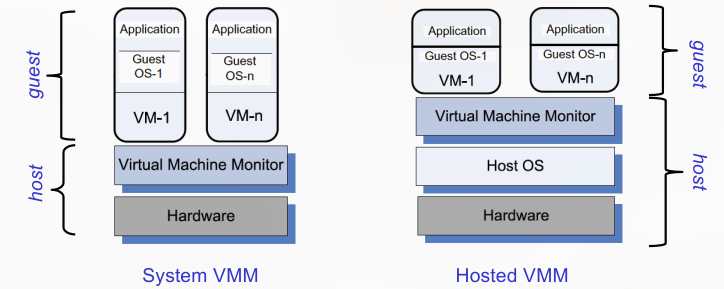 guest
Application
Guest
OS-1
VM-1
Application
Guest
OS-n
VM-n
host
Virtual Machine Monitor
Hardware
System VMM
Application
Guest OS-1
VM-1
Application
Guest OS-n
VM-n
guest
Virtual Machine Monitor
Host OS
Hardware
host
Hosted VMM